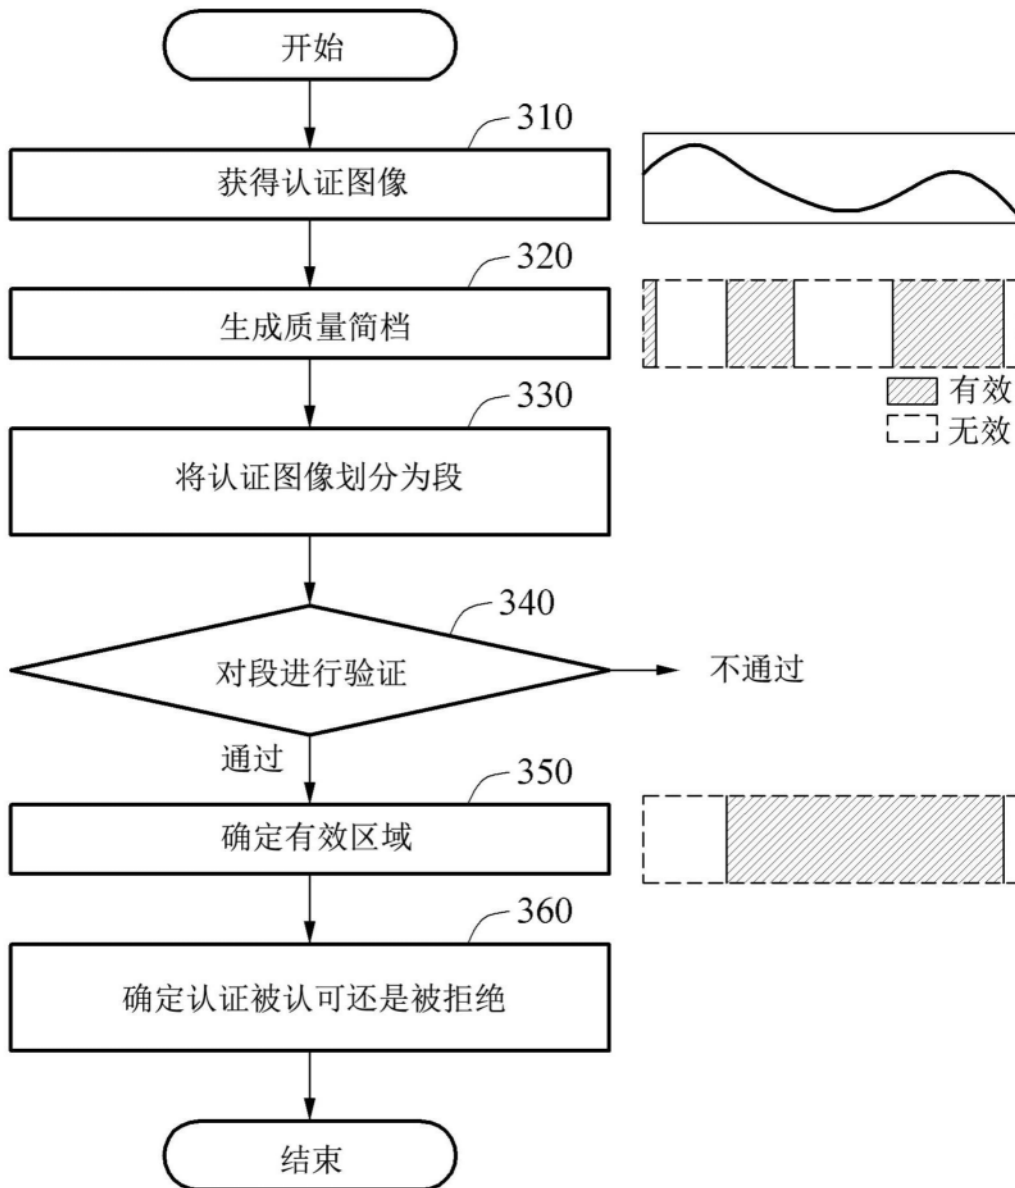 开始
310
获得认证图像
320
生成质量简档
有效
无效
330
将认证图像划分为段
340
对段进行验证
不通过
通过
350
确定有效区域
360
确定认证被认可还是被拒绝
结束